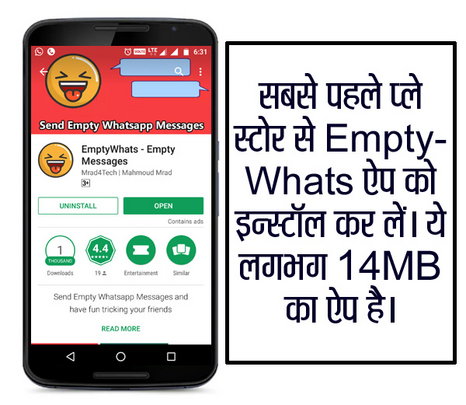 LTE
6:31
Send Empty Whatsapp Messages
EmptyWhats - Empty
Messages
Mrad4Tech | Mahmoud Mrad
3+
UNINSTALL
OPEN
Contains ads
1
THOUSAND
Downloads
4.4
19
Entertainment
Similar
Send Empty Whatsapp Messages and
have fun tricking your friends
READ MORE
सबसे पहले प्ले
स्टोर से Empty-
Whats ऐप को
इन्स्टॉल कर लें। ये
लगभग 14MB
का ऐप है।